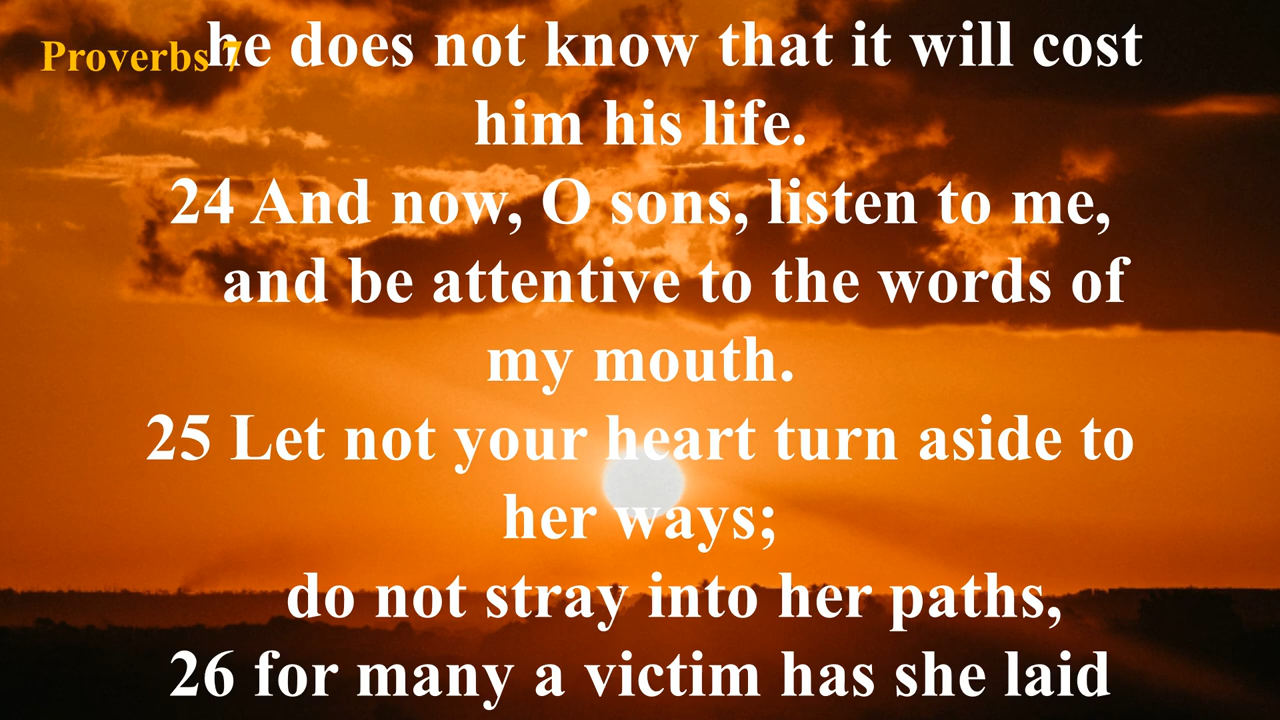 Proverbs 7
he does not know that it will cost
him his life.
24 And now, O sons, listen to me,
and be attentive to the words of
my mouth.
25 Let not your heart turn aside to
her ways;
do not stray into her paths,
26 for many a victim has she laid